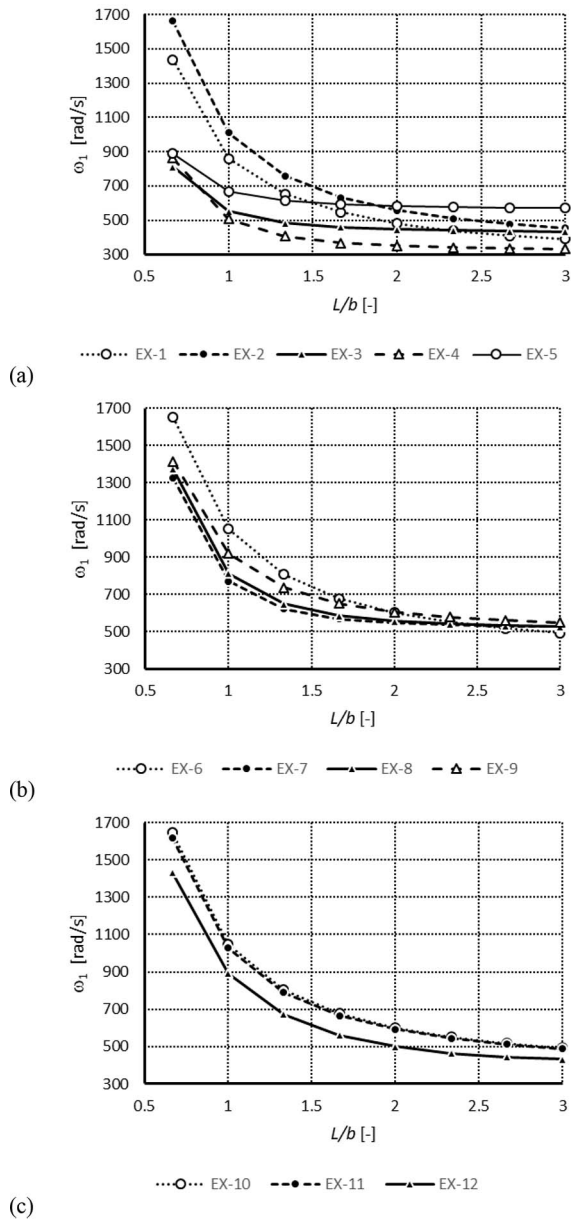 1700
1500
1300
1100
900
700
500
300
ω1 [rad/s]
0.5 1 1.5 2 2.5 3
L/b [-]
EX-1 EX-2 EX-3 EX-4 EX-5
(a)
1700
1500
1300
1100
900
700
500
300
ω1 [rad/s]
0.5 1 1.5 2 2.5 3
L/b [-]
EX-6 EX-7 EX-8 EX-9
(b)
1700
1500
1300
1100
900
700
500
300
ω1 [rad/s]
0.5 1 1.5 2 2.5 3
L/b [-]
EX-10 EX-11 EX-12
(c)